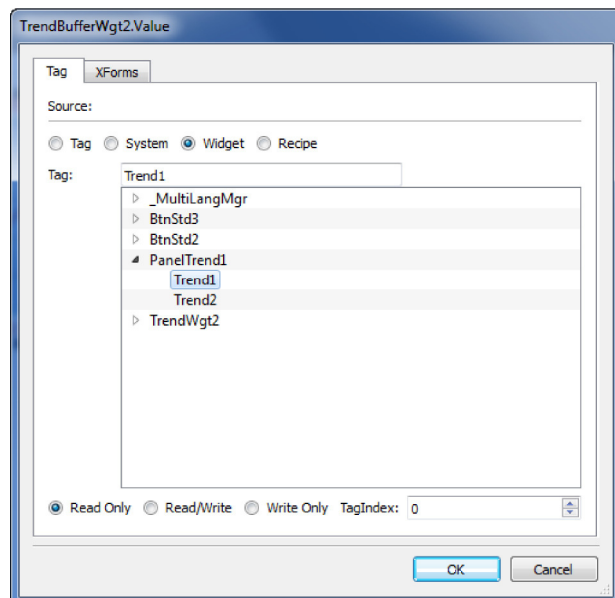 TrendBufferWgt2.Value
Tag XForms
Source:
Tag System Widget Recipe
Tag: Trend1
_MultiLangMgr
BtnStd3
BtnStd2
PanelTrend1
Trend1
Trend2
TrendWgt2
Read Only Read/Write Write Only TagIndex: 0
OK Cancel